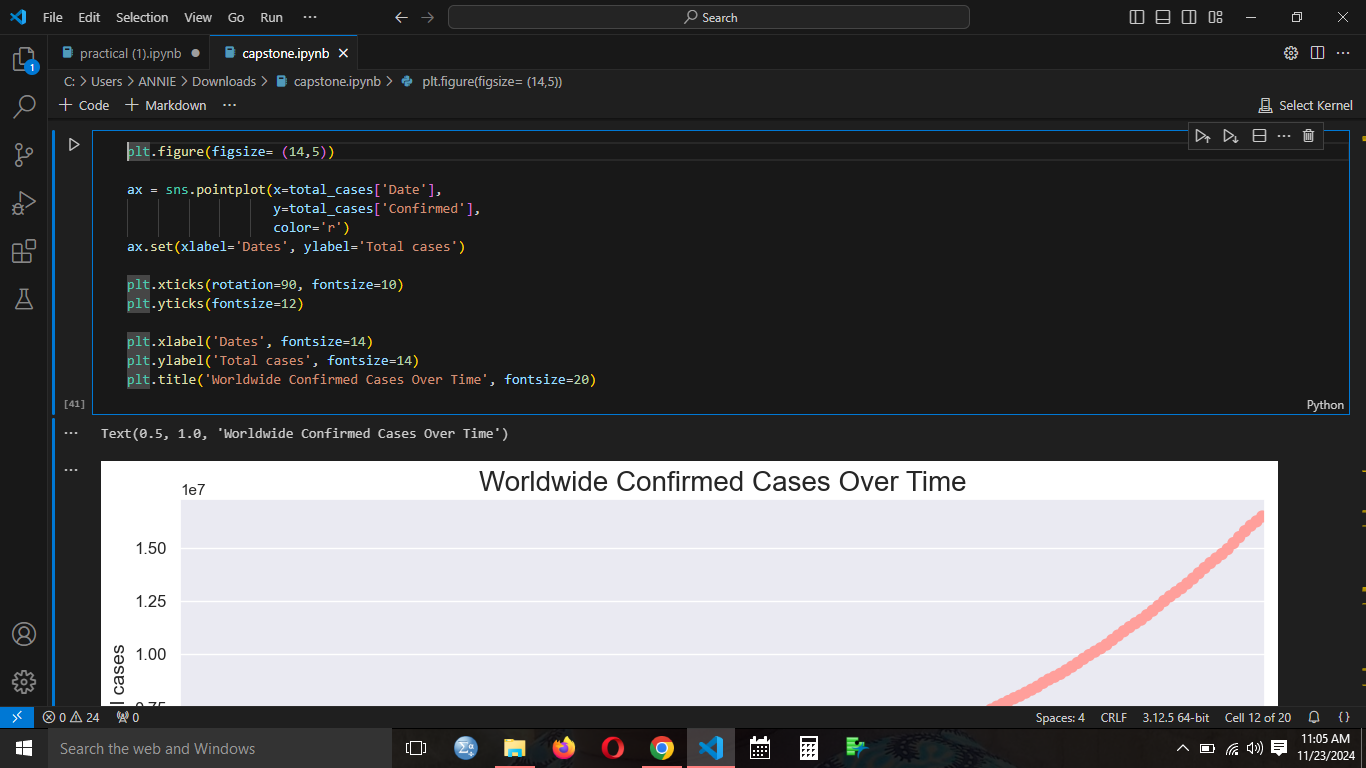 File Edit Selection View Go Run ··· Search
practical (1).ipynb capstone.ipynb
C: > Users > ANNIE > Downloads > capstone.ipynb > plt.figure(figsize= (14,5))
+ Code + Markdown ··· Select Kernel
plt.figure(figsize= (14,5))
ax = sns.pointplot(x=total_cases['Date'],
y=total_cases['Confirmed'],
color='r')
ax.set(xlabel='Dates', ylabel='Total cases')
plt.xticks(rotation=90, fontsize=10)
plt.yticks(fontsize=12)
plt.xlabel('Dates', fontsize=14)
plt.ylabel('Total cases', fontsize=14)
plt.title('Worldwide Confirmed Cases Over Time', fontsize=20)
[41] Python
Text(0.5, 1.0, 'Worldwide Confirmed Cases Over Time')
Worldwide Confirmed Cases Over Time
1e7
1.50
1.25
1.00
cases
1
0 24 0 Spaces: 4 CRLF 3.12.5 64-bit Cell 12 of 20
Search the web and Windows
11:05 AM
11/23/2024